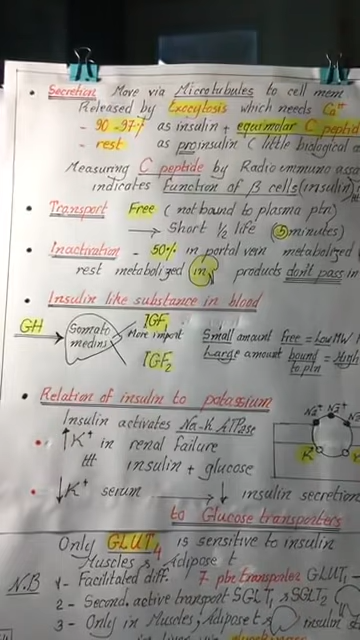 • Secretion Move via Microtubules to cell mem
Released by Exocytosis which needs Ca++
- 90-97% as insulin + equimolar C peptid
- rest as proinsulin (little biological a
Measuring C peptide by Radio immuno assa
indicates Function of β cells (insulin)
• Transport Free (not bound to plasma ptn)
→ Short 1/2 life (5 minutes)
• Inactivation - 50% in portal vein metabolized
rest metabolized in products don't pass in
• Insulin like substance in blood
GH → Somato medins
IGF1
More import
IGF2
Small amount Free = Low MW
Large amount bound to ptn = High
• Relation of insulin to potassium
Insulin activates Na-K ATPase
• ↑K+ in renal failure
ttt insulin + glucose
• ↓K+ serum → ↓ insulin secretion
Na+ Na+ Na+
K+ K+
to Glucose transporters
Only GLUT4 is sensitive to insulin
Muscles & Adipose t
N.B 1- Facilitated diff. 7 ptn transporter GLUT1-
2- Second. active transport SGLT1, SGLT2
3- Only in Muscles, Adipose t insulin